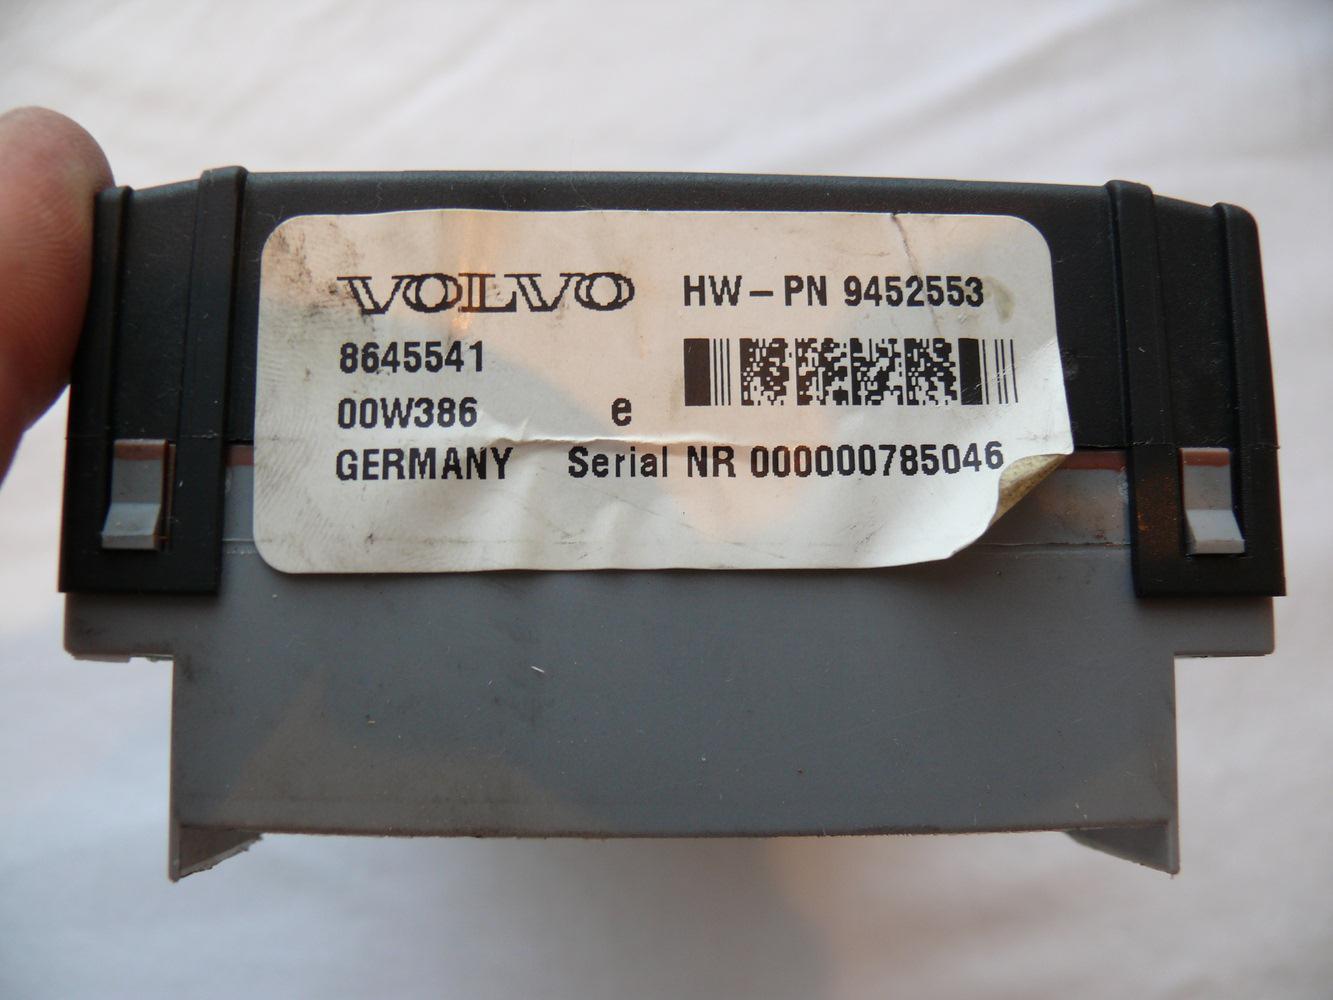 VOLVO HW-PN 9452553
8645541
00W386 e
GERMANY Serial NR 000000785046